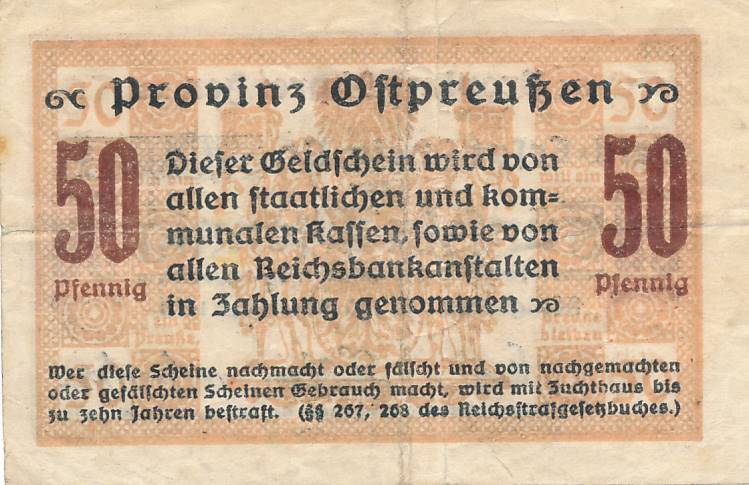 Provinz Ostpreußen
50 Pfennig
Dieser Geldschein wird von
allen staatlichen und kom=
munalen Kassen, sowie von
allen Reichsbankanstalten
in Zahlung genommen
50 Pfennig
Wer diese Scheine nachmacht oder fälscht und von nachgemachten
oder gefälschten Scheinen Gebrauch macht, wird mit Zuchthaus bis
zu zehn Jahren bestraft. (§§ 267, 268 des Reichsstrafgesetzbuches.)